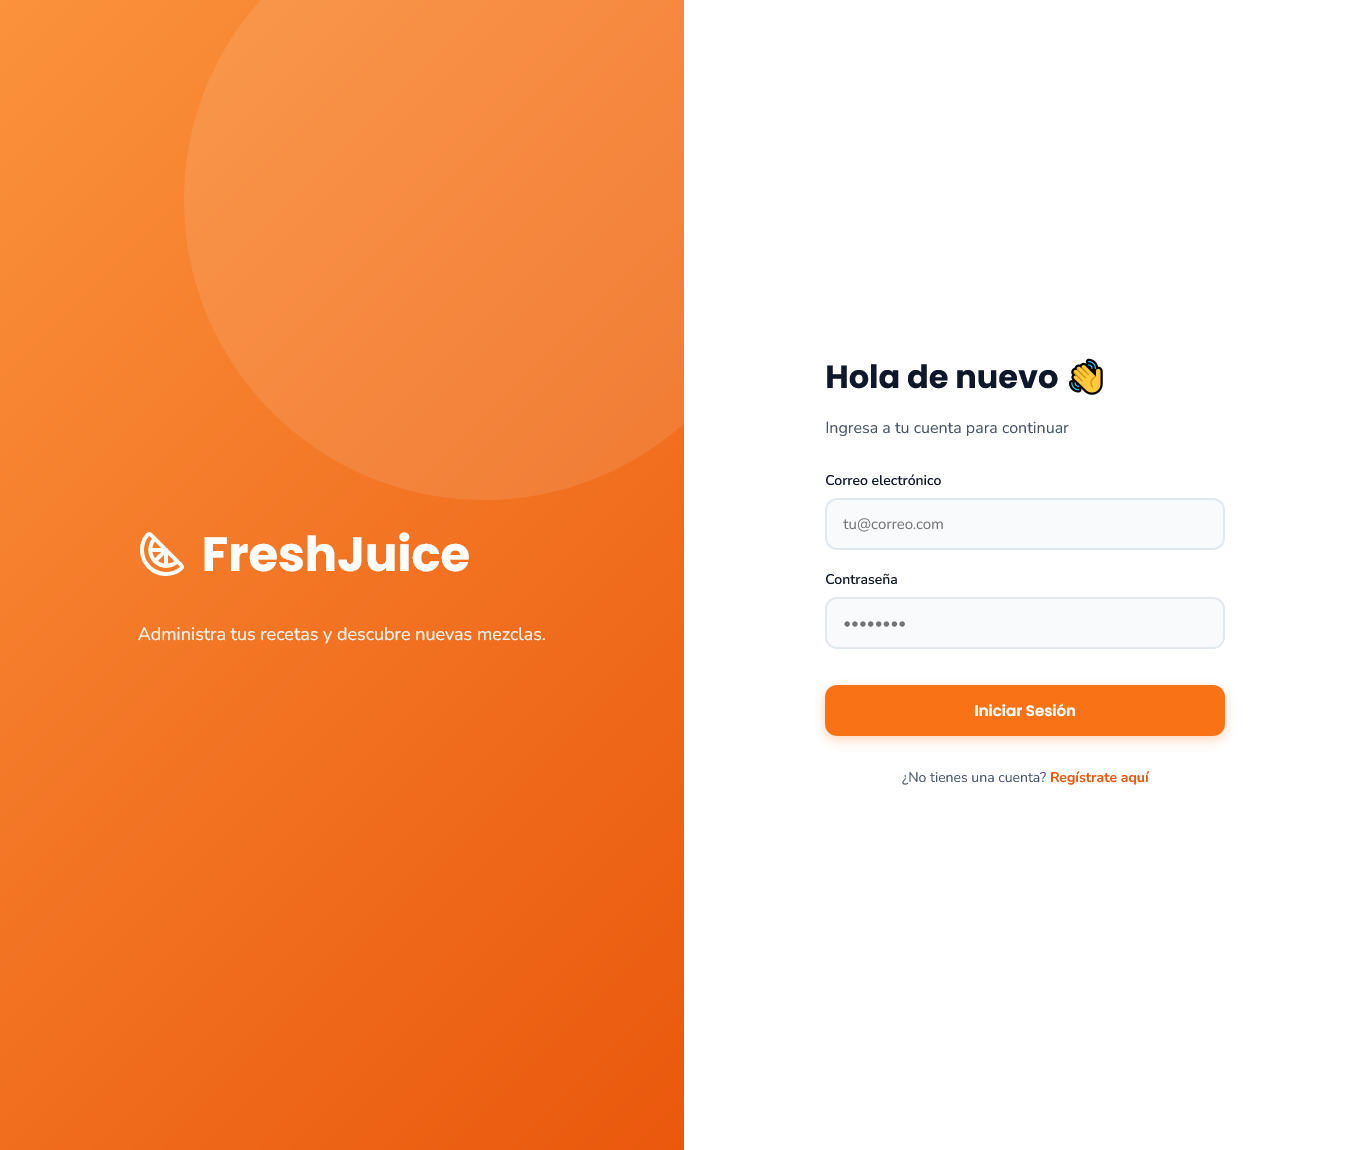 FreshJuice
Administra tus recetas y descubre nuevas mezclas.
Hola de nuevo 👋
Ingresa a tu cuenta para continuar
Correo electrónico
tu@correo.com
Contraseña
••••••••
Iniciar Sesión
¿No tienes una cuenta? Regístrate aquí